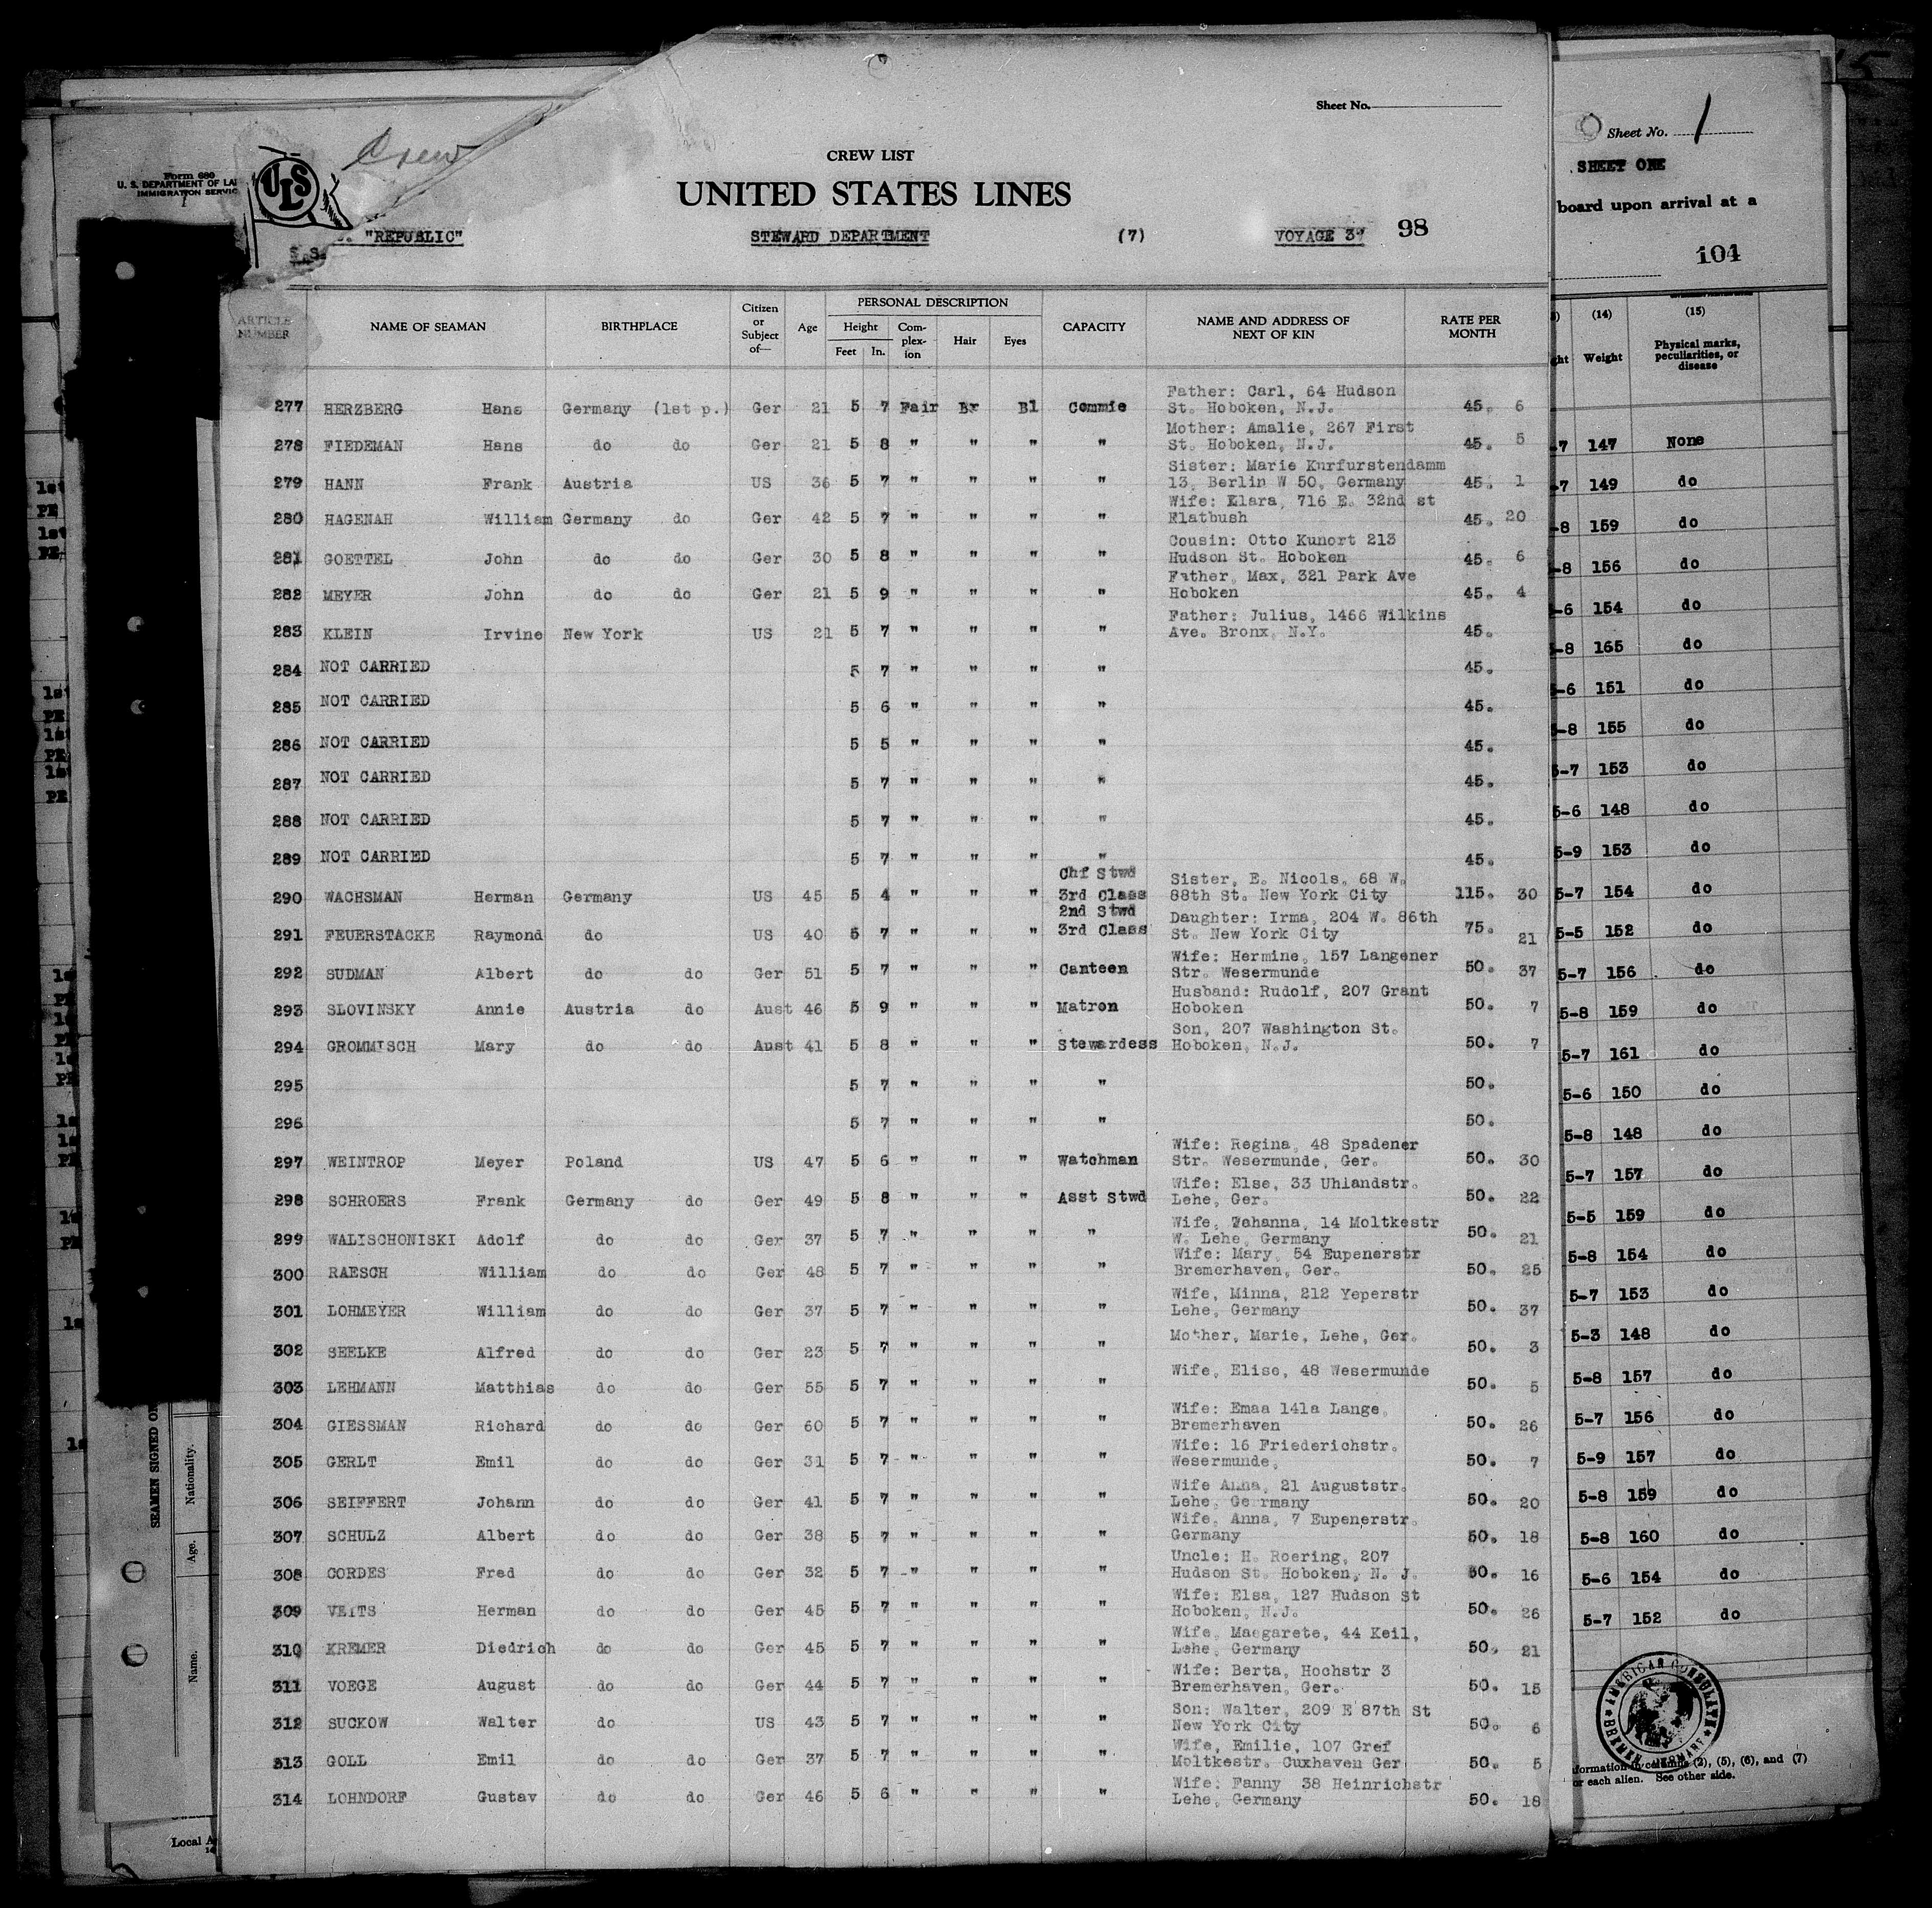 Sheet No.
Crew
Form 680
U. S. DEPARTMENT OF LA
IMMIGRATION SERVIC
ULS
CREW LIST
UNITED STATES LINES
S.S. "REPUBLIC" STEWARD DEPARTMENT (7) VOYAGE 37 98
ARTICLE NUMBER NAME OF SEAMAN BIRTHPLACE Citizen or Subject of— Age PERSONAL DESCRIPTION Height Feet In. Com-plex-ion Hair Eyes CAPACITY NAME AND ADDRESS OF NEXT OF KIN RATE PER MONTH
Father: Carl, 64 Hudson
277 HERZBERG Hans Germany (1st p.) Ger 21 5 7 Fair Br Bl Commie St. Hoboken, N.J. 45. 6
Mother: Amalie, 267 First
278 FIEDEMAN Hans do do Ger 21 5 8 " " " " St. Hoboken, N.J. 45. 5
Sister: Marie Kurfurstendamm
279 HANN Frank Austria US 36 5 7 " " " " 13, Berlin W 50, Germany 45. 1
Wife: Klara, 716 E. 32nd st
280 HAGENAH William Germany do Ger 42 5 7 " " " " Flatbush 45. 20
Cousin: Otto Kunort 213
281 GOETTEL John do do Ger 30 5 8 " " " " Hudson St. Hoboken 45. 6
Father, Max, 321 Park Ave
282 MEYER John do do Ger 21 5 9 " " " " Hoboken 45. 4
Father: Julius, 1466 Wilkins
283 KLEIN Irvine New York US 21 5 7 " " " " Ave. Bronx, N.Y. 45.
284 NOT CARRIED 5 7 " " " " 45.
285 NOT CARRIED 5 6 " " " " 45.
286 NOT CARRIED 5 5 " " " " 45.
287 NOT CARRIED 5 7 " " " " 45.
288 NOT CARRIED 5 7 " " " " 45.
289 NOT CARRIED 5 7 " " " " 45.
Chf Stwd Sister, E. Nicols, 68 W.
290 WACHSMAN Herman Germany US 45 5 4 " " " 3rd Class 88th St. New York City 115. 30
2nd Stwd Daughter: Irma, 204 W. 86th
291 FEUERSTACKE Raymond do US 40 5 7 " " " 3rd Class St. New York City 75. 21
Wife: Hermine, 157 Langener
292 SUDMAN Albert do do Ger 51 5 7 " " " Canteen Str. Wesermunde 50. 37
Husband: Rudolf, 207 Grant
293 SLOVINSKY Annie Austria do Aust 46 5 9 " " " Matron Hoboken 50. 7
Son, 207 Washington St.
294 GROMMISCH Mary do do Aust 41 5 8 " " " Stewardess Hoboken, N.J. 50. 7
295 5 7 " " " " 50.
296 5 7 " " " " 50.
Wife: Regina, 48 Spadener
297 WEINTROP Meyer Poland US 47 5 6 " " " Watchman Str. Wesermunde, Ger. 50. 30
Wife: Else, 33 Uhlandstr.
298 SCHROERS Frank Germany do Ger 49 5 8 " " " Asst Stwd Lehe, Ger. 50. 22
Wife, Wahanna, 14 Moltkestr
299 WALISCHONISKI Adolf do do Ger 37 5 7 " " " " W. Lehe, Germany 50. 21
Wife: Mary, 54 Eupenerstr
300 RAESCH William do do Ger 48 5 7 " " " " Bremerhaven, Ger. 50. 25
Wife, Minna, 212 Yeperstr
301 LOHMEYER William do do Ger 37 5 7 " " " " Lehe, Germany 50. 37
Mother, Marie, Lehe, Ger.
302 SEELKE Alfred do do Ger 23 5 7 " " " " 50. 3
Wife, Elise, 48 Wesermunde
303 LEHMANN Matthias do do Ger 55 5 7 " " " " 50. 5
Wife: Emaa 141a Lange,
304 GIESSMAN Richard do do Ger 60 5 7 " " " " Bremerhaven 50. 26
Wife: 16 Friederichstr.
305 GERLT Emil do do Ger 31 5 7 " " " " Wesermunde, 50. 7
Wife Anna, 21 Auguststr.
306 SEIFFERT Johann do do Ger 41 5 7 " " " " Lehe, Germany 50. 20
Wife, Anna, 7 Eupenerstr.
307 SCHULZ Albert do do Ger 38 5 7 " " " " Germany 50. 18
Uncle: H. Roering, 207
308 CORDES Fred do do Ger 32 5 7 " " " " Hudson St. Hoboken, N. J. 50. 16
Wife: Elsa, 127 Hudson St
309 VEITS Herman do do Ger 45 5 7 " " " " Hoboken, N.J. 50. 26
Wife, Maegarete, 44 Keil,
310 KREMER Diedrich do do Ger 45 5 7 " " " " Lehe, Germany 50. 21
Wife: Berta, Hochstr 3
311 VOEGE August do do Ger 44 5 7 " " " " Bremerhaven, Ger. 50. 15
Son: Walter, 209 E 87th St
312 SUCKOW Walter do US 43 5 7 " " " " New York City 50. 6
Wife, Emilie, 107 Gref
313 GOLL Emil do do Ger 37 5 7 " " " " Moltkestr. Cuxhaven Ger 50. 5
Wife: Fanny 38 Heinrichstr
314 LOHNDORF Gustav do do Ger 46 5 6 " " " " Lehe, Germany 50. 18
Sheet No. 1
SHEET ONE
board upon arrival at a
104
(14) (15)
Weight Physical marks, peculiarities, or disease
-7 147 None
-7 149 do
-8 159 do
-8 156 do
-6 154 do
-8 165 do
-6 151 do
5-8 155 do
5-7 153 do
5-6 148 do
5-9 153 do
5-7 154 do
5-5 152 do
5-7 156 do
5-8 159 do
5-7 161 do
5-6 150 do
5-8 148 do
5-7 157 do
5-5 159 do
5-8 154 do
5-7 153 do
5-3 148 do
5-8 157 do
5-7 156 do
5-9 157 do
5-8 159 do
5-8 160 do
5-6 154 do
5-7 152 do
AMERICAN CONSULATE
BREMEN, GERMANY
formation in columns (2), (5), (6), and (7)
or each alien. See other side.
SEAMEN SIGNED O
Nationality.
Age.
Name.
Local A